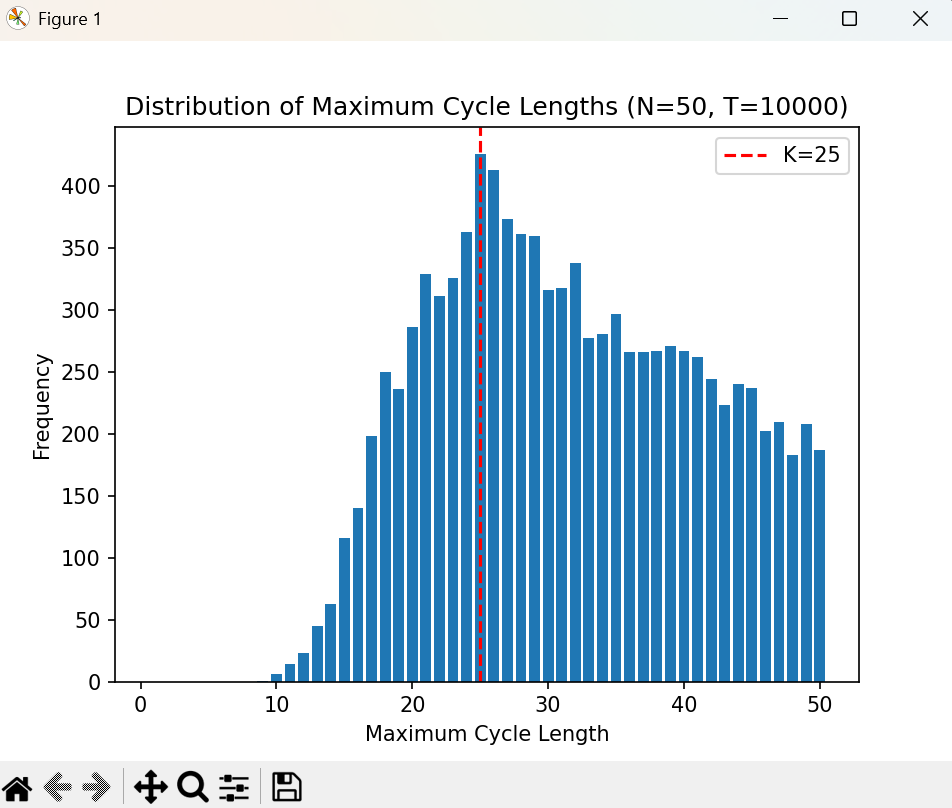 Figure 1
Distribution of Maximum Cycle Lengths (N=50, T=10000)
K=25
400
350
300
250
200
150
100
50
0
Frequency
0 10 20 30 40 50
Maximum Cycle Length